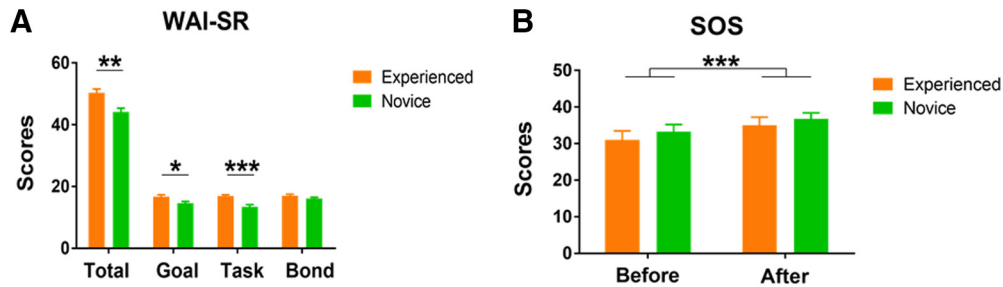 A
WAI-SR
60
40
20
0
Scores
**
*
***
Total Goal Task Bond
Experienced
Novice
B
SOS
50
40
30
20
10
0
Scores
***
Before After
Experienced
Novice